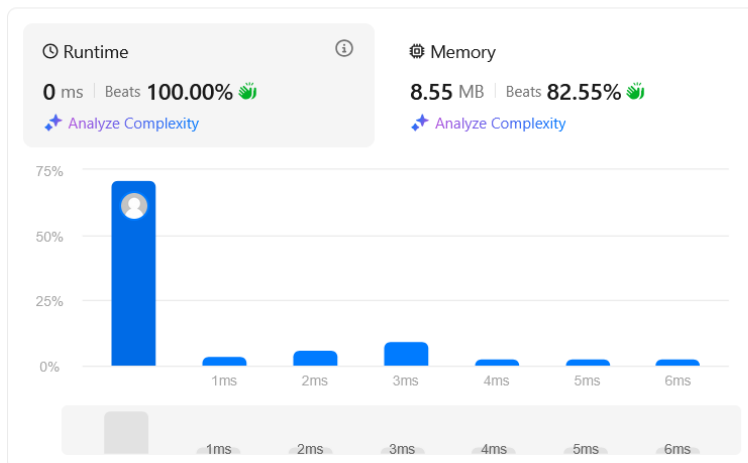 Runtime
0 ms | Beats 100.00%
Analyze Complexity
Memory
8.55 MB | Beats 82.55%
Analyze Complexity
75%
50%
25%
0%
1ms 2ms 3ms 4ms 5ms 6ms
1ms 2ms 3ms 4ms 5ms 6ms